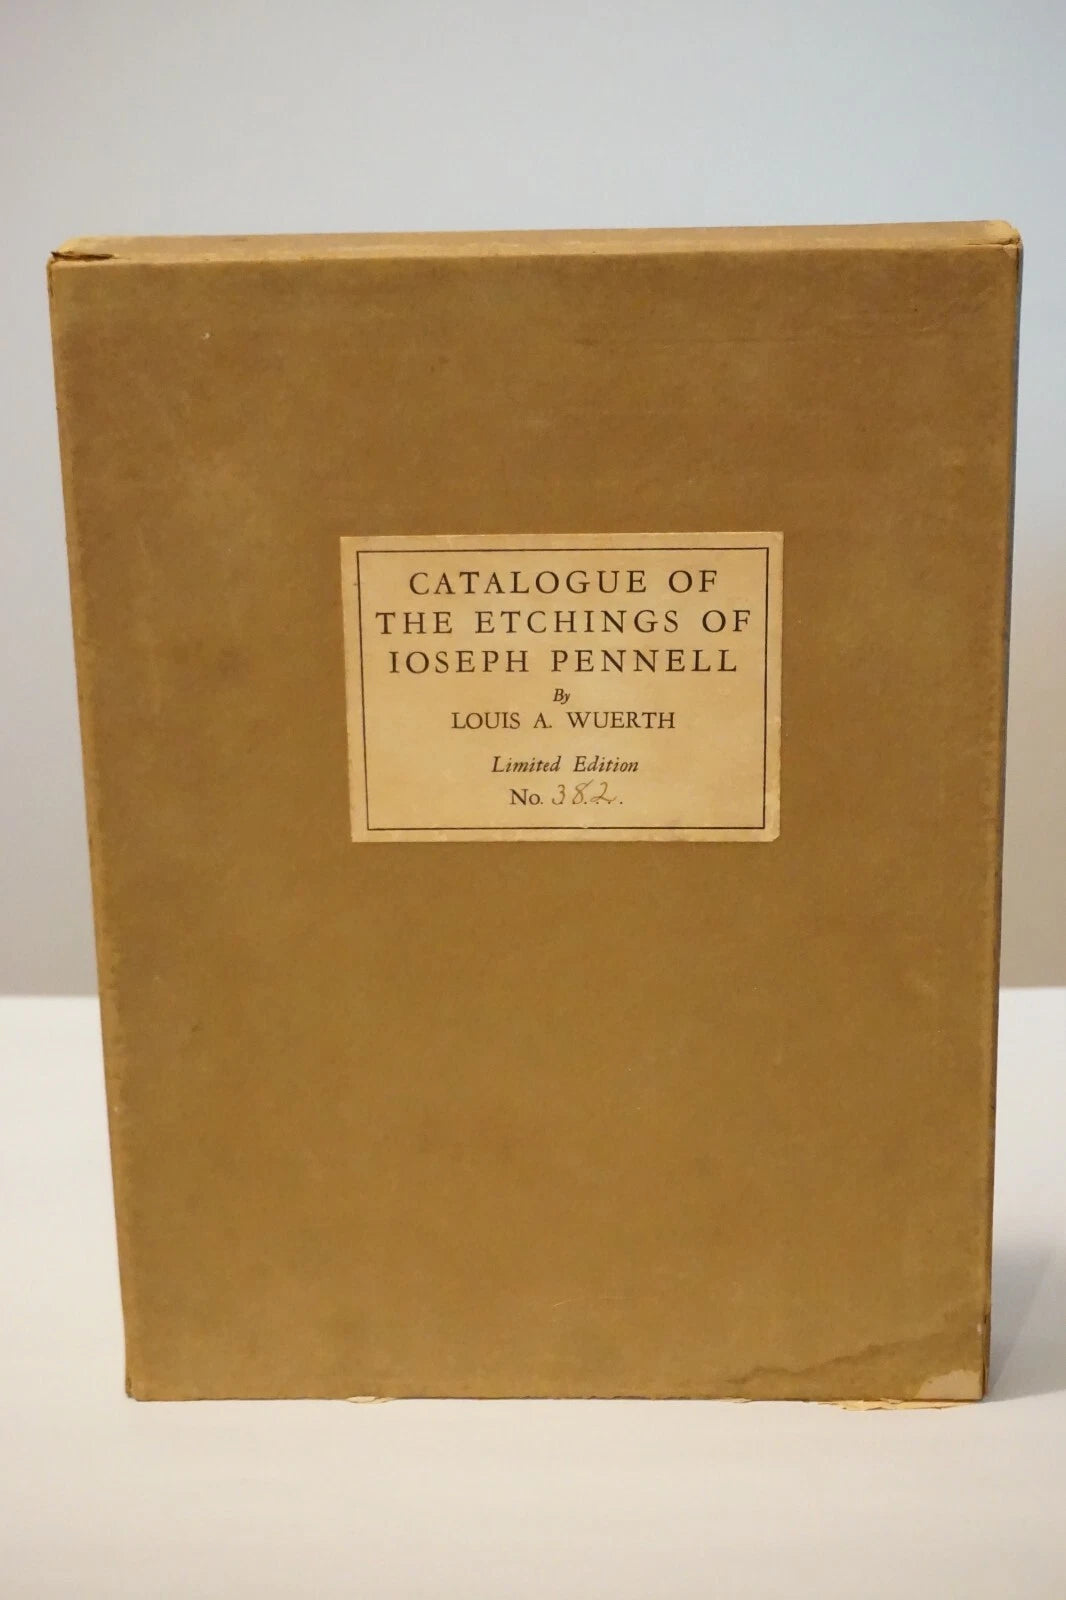 CATALOGUE OF
THE ETCHINGS OF
IOSEPH PENNELL
By
LOUIS A. WUERTH
Limited Edition
No. 382.